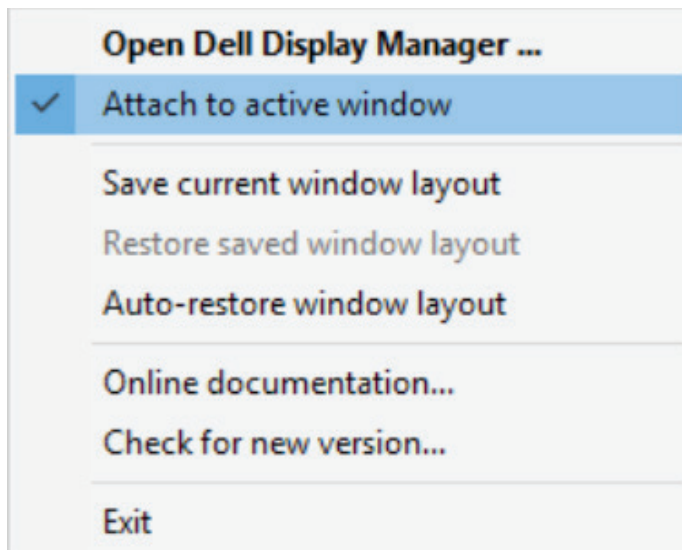 Open Dell Display Manager ...
Attach to active window
Save current window layout
Restore saved window layout
Auto-restore window layout
Online documentation...
Check for new version...
Exit